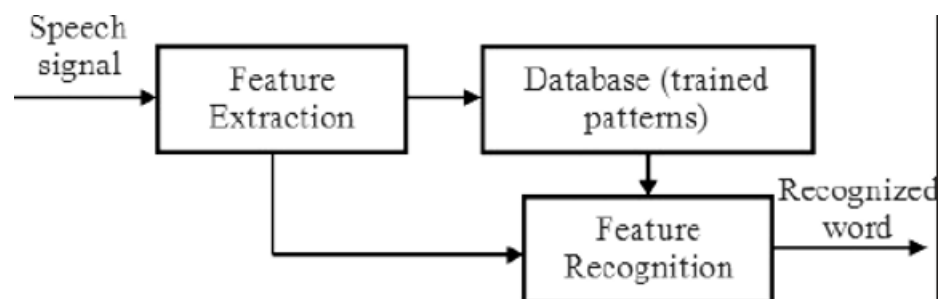 Speech
signal
Feature
Extraction
Database (trained
patterns)
Feature
Recognition
Recognized
word